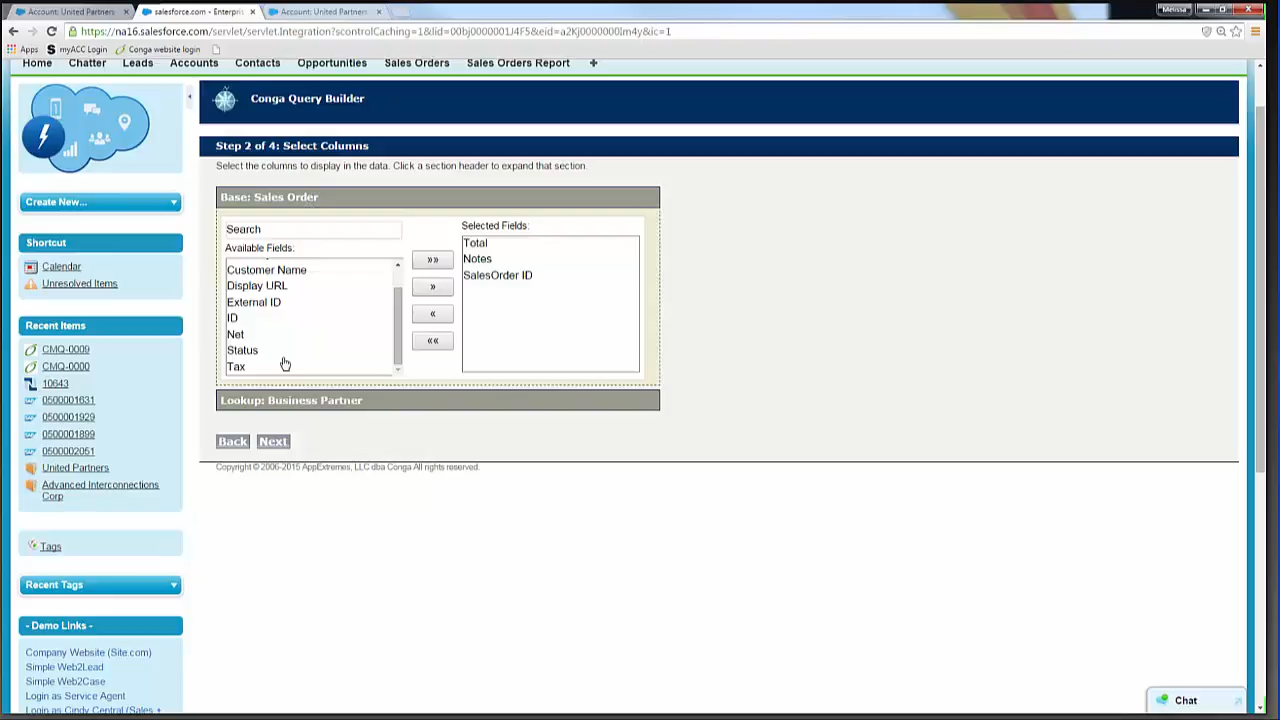 Account: United Partners
salesforce.com - Enterpris
Account: United Partners
Melissa
https://na16.salesforce.com/servlet/servlet.Integration?scontrolCaching=1&lid=00bj0000001J4F5&eid=a2Kj0000000Im4y&ic=1
Apps
myACC Login
Conga website login
Home
Chatter
Leads
Accounts
Contacts
Opportunities
Sales Orders
Sales Orders Report
Conga Query Builder
Step 2 of 4: Select Columns
Select the columns to display in the data. Click a section header to expand that section.
Base: Sales Order
Search
Available Fields:
Customer Name
Display URL
External ID
ID
Net
Status
Tax
»»
»
«
««
Selected Fields:
Total
Notes
SalesOrder ID
Lookup: Business Partner
Back
Next
Copyright © 2006-2015 AppExtremes, LLC dba Conga All rights reserved.
Create New...
Shortcut
Calendar
Unresolved Items
Recent Items
CMQ-0009
CMQ-0000
10643
0500001631
0500001929
0500001899
0500002051
United Partners
Advanced Interconnections
Corp
Tags
Recent Tags
- Demo Links -
Company Website (Site.com)
Simple Web2Lead
Simple Web2Case
Login as Service Agent
Login as Cindy Central (Sales +
Chat